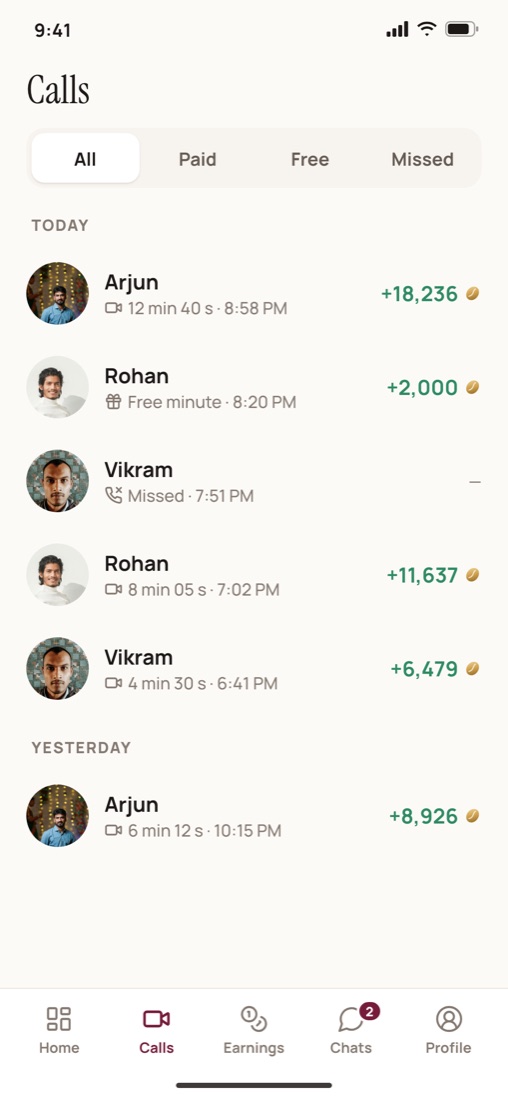 9:41
Calls
All Paid Free Missed
TODAY
Arjun
12 min 40 s · 8:58 PM
+18,236
Rohan
Free minute · 8:20 PM
+2,000
Vikram
Missed · 7:51 PM
–
Rohan
8 min 05 s · 7:02 PM
+11,637
Vikram
4 min 30 s · 6:41 PM
+6,479
YESTERDAY
Arjun
6 min 12 s · 10:15 PM
+8,926
2
Home Calls Earnings Chats Profile